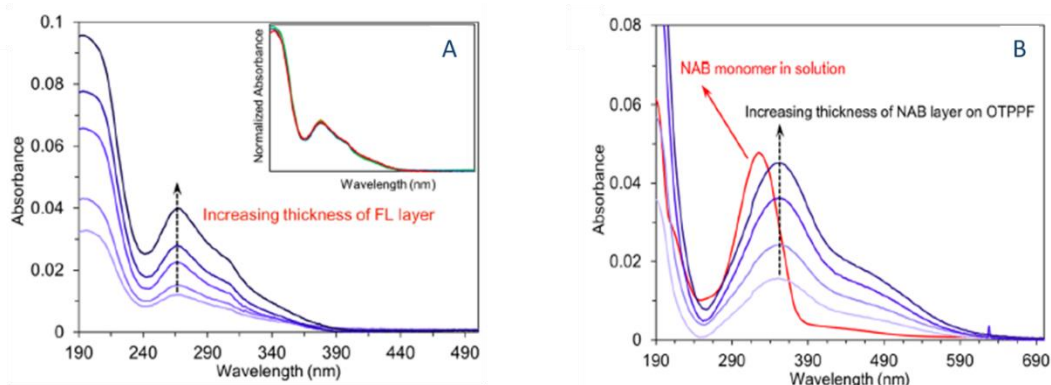 A
0.1
0.08
0.06
0.04
0.02
0
Absorbance
190
240
290
340
390
440
490
Wavelength (nm)
Increasing thickness of FL layer
Normalized Absorbance
Wavelength (nm)
B
0.08
0.06
0.04
0.02
0
Absorbance
NAB monomer in solution
Increasing thickness of NAB layer on OTPPF
190
290
390
490
590
690
Wavelength (nm)